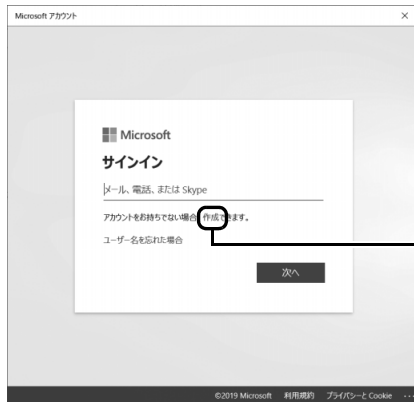 Microsoft アカウント
Microsoft
サインイン
メール、電話、または Skype
アカウントをお持ちでない場合、作成できます。
ユーザー名を忘れた場合
次へ
©2019 Microsoft 利用規約 プライバシーと Cookie ...